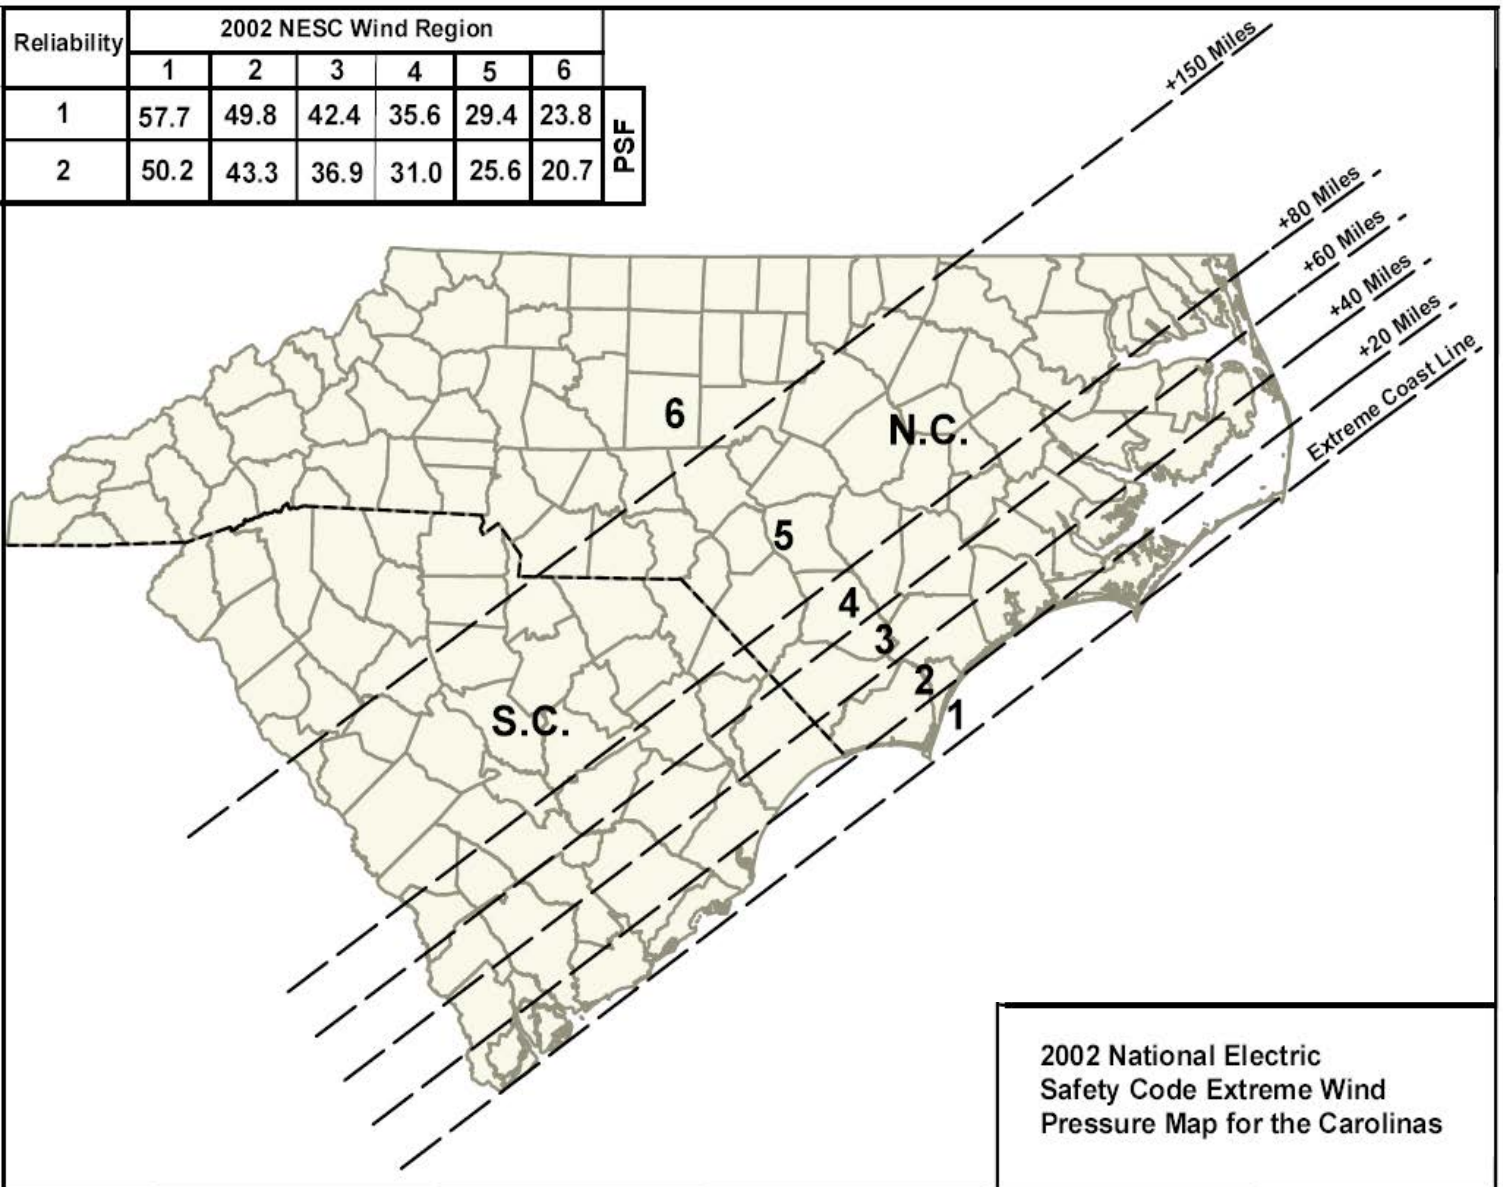 Reliability
2002 NESC Wind Region
1 2 3 4 5 6
1 57.7 49.8 42.4 35.6 29.4 23.8
2 50.2 43.3 36.9 31.0 25.6 20.7
PSF
+150 Miles
+80 Miles
+60 Miles
+40 Miles
+20 Miles
Extreme Coast Line
6
N.C.
5
4
3
2
1
S.C.
2002 National Electric
Safety Code Extreme Wind
Pressure Map for the Carolinas